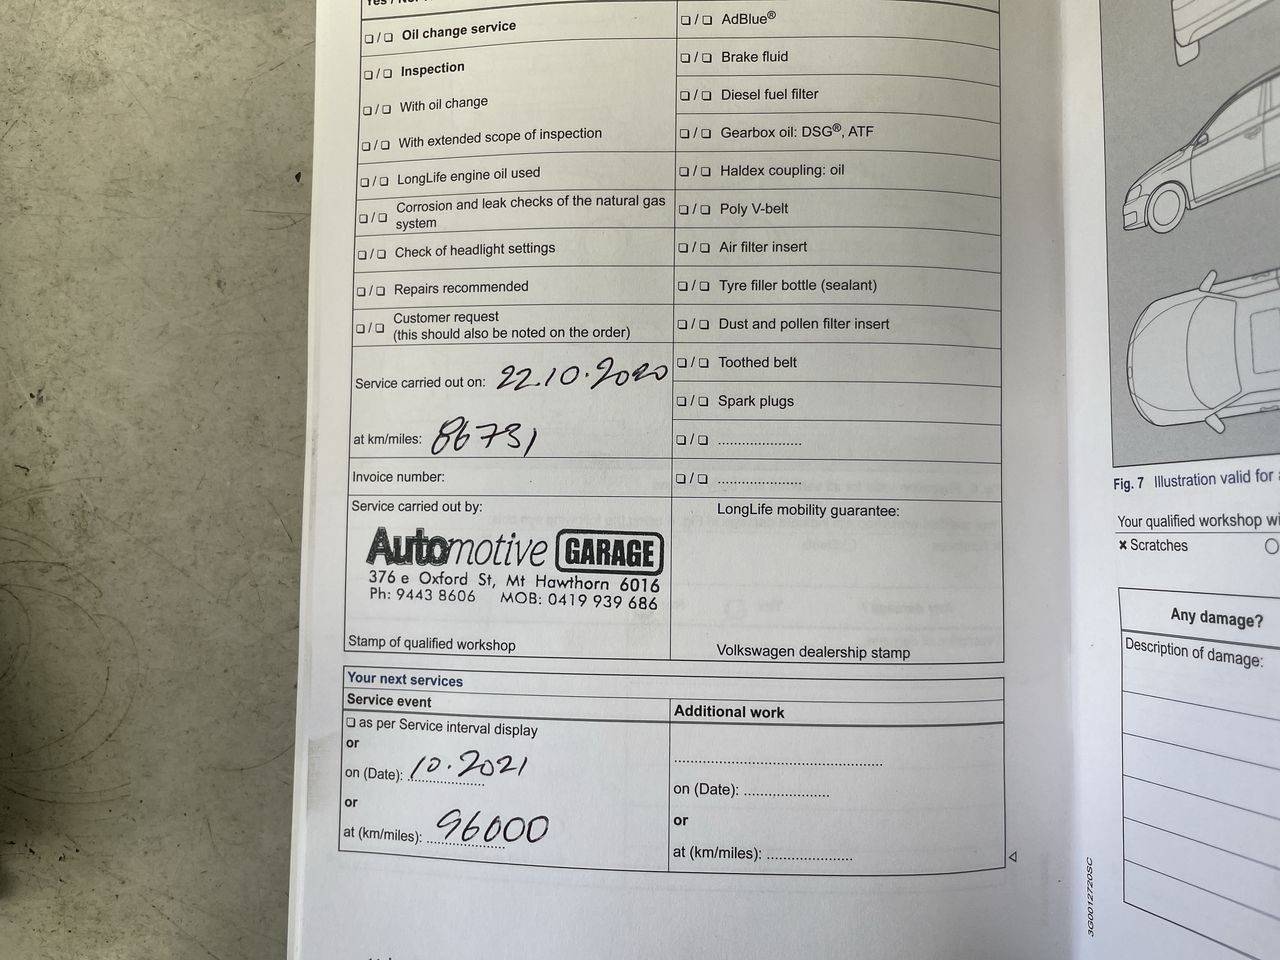 ❏ / ❏ Oil change service
❏ / ❏ Inspection
❏ / ❏ With oil change
❏ / ❏ With extended scope of inspection
❏ / ❏ LongLife engine oil used
❏ / ❏ Corrosion and leak checks of the natural gas
system
❏ / ❏ Check of headlight settings
❏ / ❏ Repairs recommended
❏ / ❏ Customer request
(this should also be noted on the order)
Service carried out on: 22.10.2020
at km/miles: 86731
Invoice number:
Service carried out by:
Automotive GARAGE
376 e Oxford St, Mt Hawthorn 6016
Ph: 9443 8606 MOB: 0419 939 686
Stamp of qualified workshop
❏ / ❏ AdBlue®
❏ / ❏ Brake fluid
❏ / ❏ Diesel fuel filter
❏ / ❏ Gearbox oil: DSG®, ATF
❏ / ❏ Haldex coupling: oil
❏ / ❏ Poly V-belt
❏ / ❏ Air filter insert
❏ / ❏ Tyre filler bottle (sealant)
❏ / ❏ Dust and pollen filter insert
❏ / ❏ Toothed belt
❏ / ❏ Spark plugs
❏ / ❏ .....................
❏ / ❏ .....................
LongLife mobility guarantee:
Volkswagen dealership stamp
Your next services
Service event
❏ as per Service interval display
or
on (Date): 10.2021
or
at (km/miles): 96000
Additional work
....................................................
on (Date): .....................
or
at (km/miles): .....................
Fig. 7 Illustration valid for
Your qualified workshop
✖ Scratches
Any damage?
Description of damage:
3G0012720SC